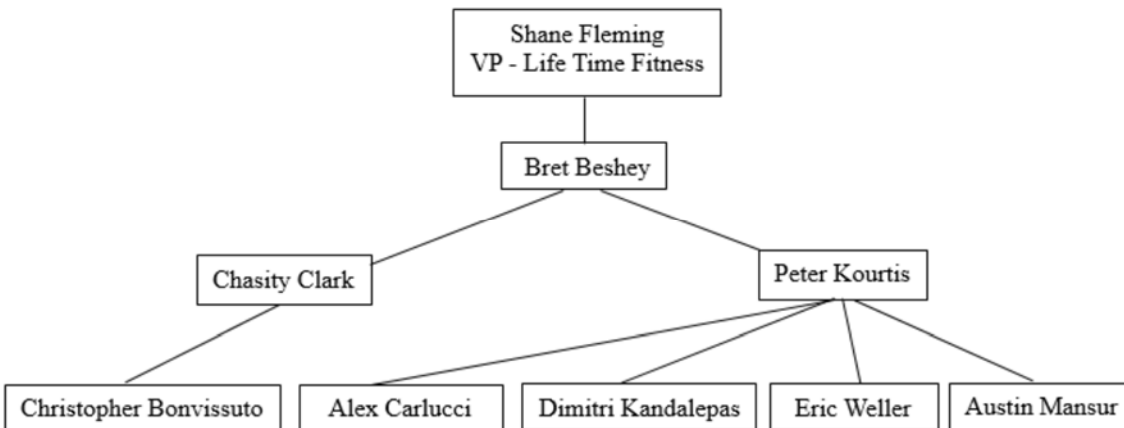 Shane Fleming
VP - Life Time Fitness
Bret Beshey
Chasity Clark
Peter Kourtis
Christopher Bonvissuto
Alex Carlucci
Dimitri Kandalepas
Eric Weller
Austin Mansur